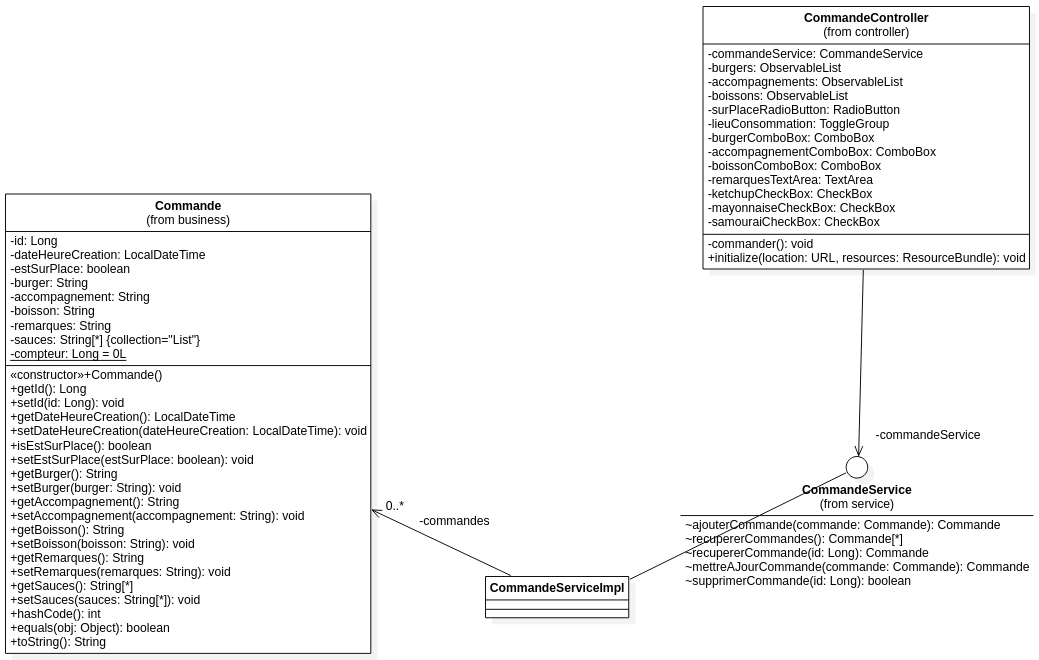 CommandeController
(from controller)
-commandeService: CommandeService
-burgers: ObservableList
-accompagnements: ObservableList
-boissons: ObservableList
-surPlaceRadioButton: RadioButton
-lieuConsommation: ToggleGroup
-burgerComboBox: ComboBox
-accompagnementComboBox: ComboBox
-boissonComboBox: ComboBox
-remarquesTextArea: TextArea
-ketchupCheckBox: CheckBox
-mayonnaiseCheckBox: CheckBox
-samouraiCheckBox: CheckBox
-commander(): void
+initialize(location: URL, resources: ResourceBundle): void
Commande
(from business)
-id: Long
-dateHeureCreation: LocalDateTime
-estSurPlace: boolean
-burger: String
-accompagnement: String
-boisson: String
-remarques: String
-sauces: String[*] {collection="List"}
-compteur: Long = 0L
«constructor»+Commande()
+getId(): Long
+setId(id: Long): void
+getDateHeureCreation(): LocalDateTime
+setDateHeureCreation(dateHeureCreation: LocalDateTime): void
+isEstSurPlace(): boolean
+setEstSurPlace(estSurPlace: boolean): void
+getBurger(): String
+setBurger(burger: String): void
+getAccompagnement(): String
+setAccompagnement(accompagnement: String): void
+getBoisson(): String
+setBoisson(boisson: String): void
+getRemarques(): String
+setRemarques(remarques: String): void
+getSauces(): String[*]
+setSauces(sauces: String[*]): void
+hashCode(): int
+equals(obj: Object): boolean
+toString(): String
0..*
-commandes
CommandeServiceImpl
-commandeService
CommandeService
(from service)
~ajouterCommande(commande: Commande): Commande
~recupererCommandes(): Commande[*]
~recupererCommande(id: Long): Commande
~mettreAJourCommande(commande: Commande): Commande
~supprimerCommande(id: Long): boolean